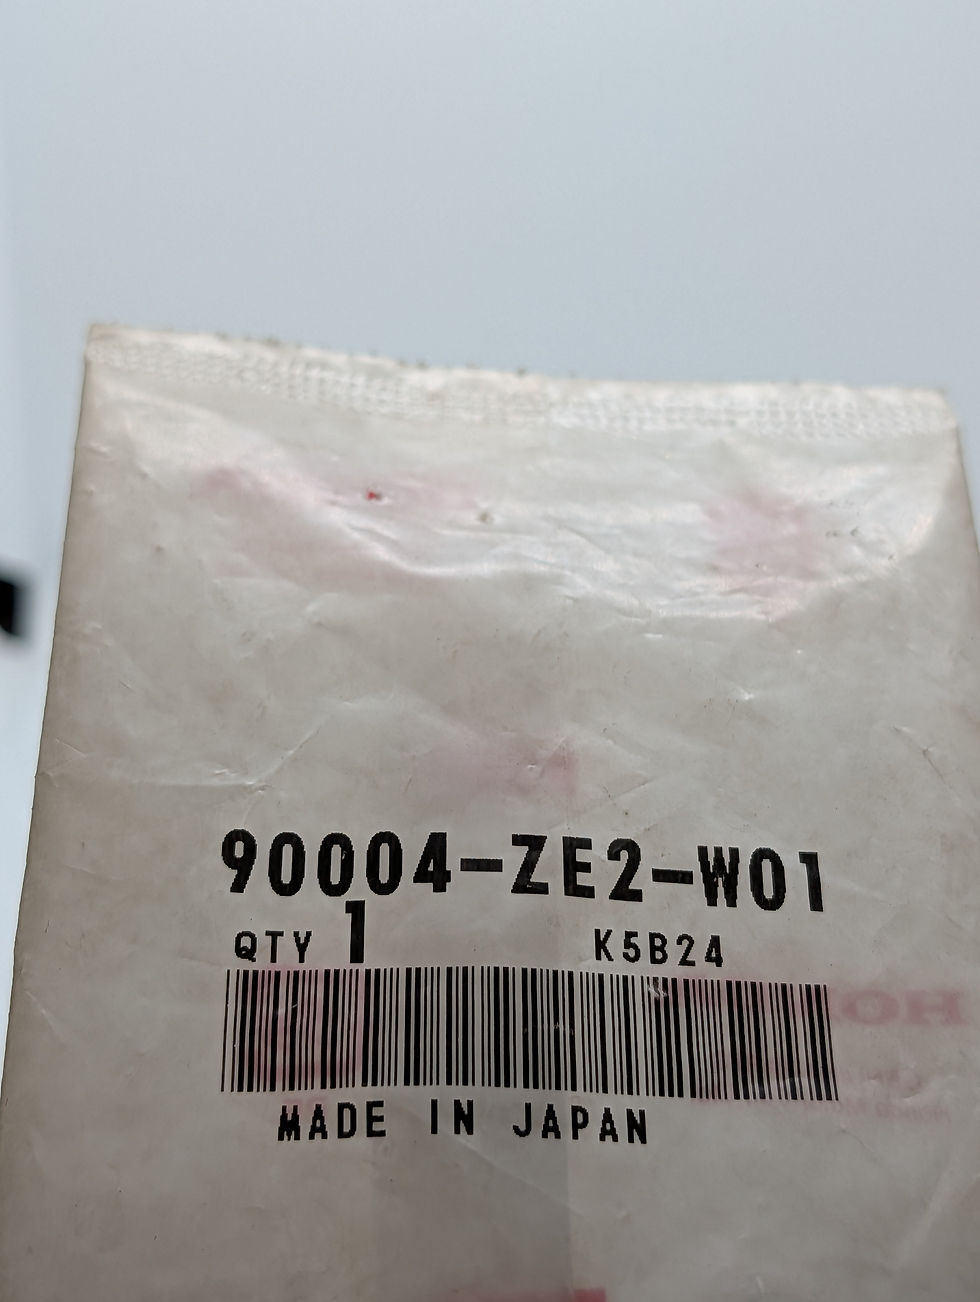 90004-ZE2-W01
QTY 1 K5B24
MADE IN JAPAN